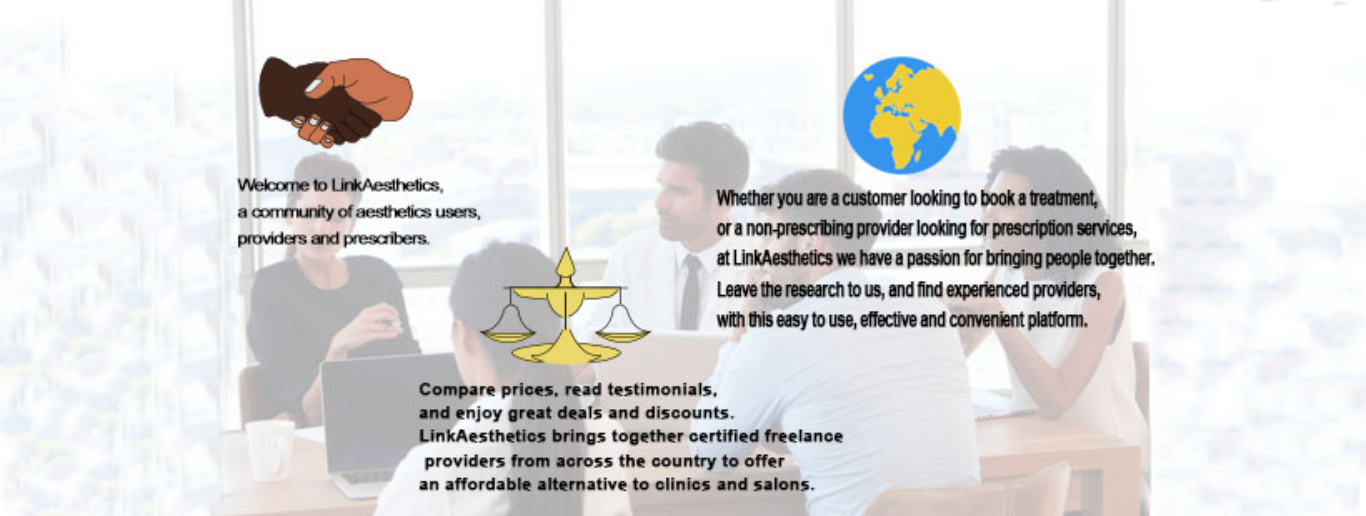 Welcome to LinkAesthetics,
a community of aesthetics users,
providers and prescribers.
Whether you are a customer looking to book a treatment,
or a non-prescribing provider looking for prescription services,
at LinkAesthetics we have a passion for bringing people together.
Leave the research to us, and find experienced providers,
with this easy to use, effective and convenient platform.
Compare prices, read testimonials,
and enjoy great deals and discounts.
LinkAesthetics brings together certified freelance
providers from across the country to offer
an affordable alternative to clinics and salons.